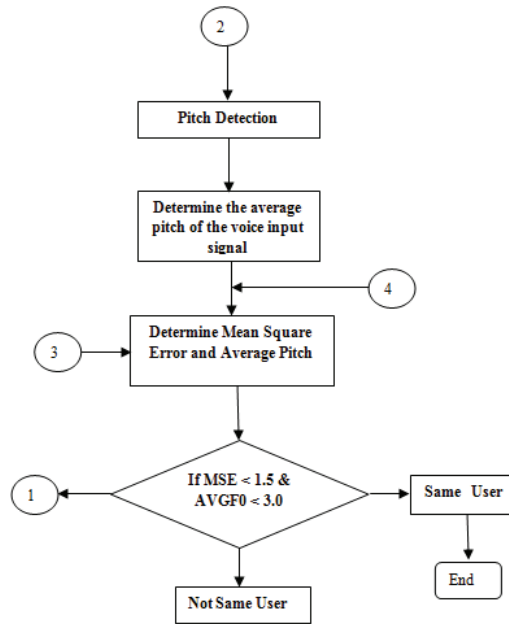 2
Pitch Detection
Determine the average
pitch of the voice input
signal
4
Determine Mean Square
Error and Average Pitch
3
If MSE < 1.5 &
AVGF0 < 3.0
1
Same User
End
Not Same User